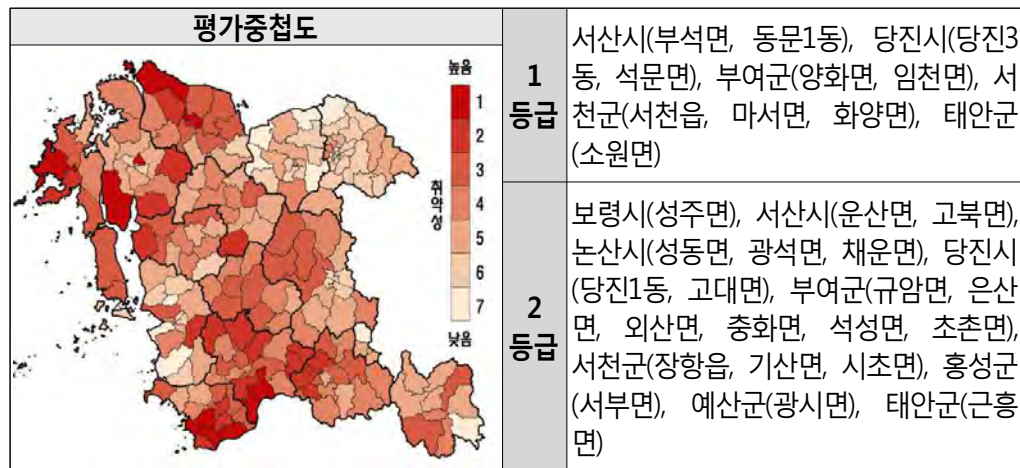 평가중첩도
높음
1
2
3
4
5
6
7
낮음
취약성
1
등급
서산시(부석면, 동문1동), 당진시(당진3
동, 석문면), 부여군(양화면, 임천면), 서
천군(서천읍, 마서면, 화양면), 태안군
(소원면)
2
등급
보령시(성주면), 서산시(운산면, 고북면),
논산시(성동면, 광석면, 채운면), 당진시
(당진1동, 고대면), 부여군(규암면, 은산
면, 외산면, 충화면, 석성면, 초촌면),
서천군(장항읍, 기산면, 시초면), 홍성군
(서부면), 예산군(광시면), 태안군(근흥
면)